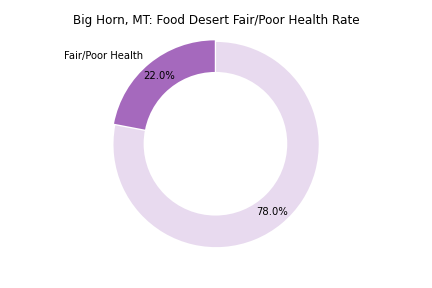 Big Horn, MT: Food Desert Fair/Poor Health Rate
Fair/Poor Health
22.0%
78.0%